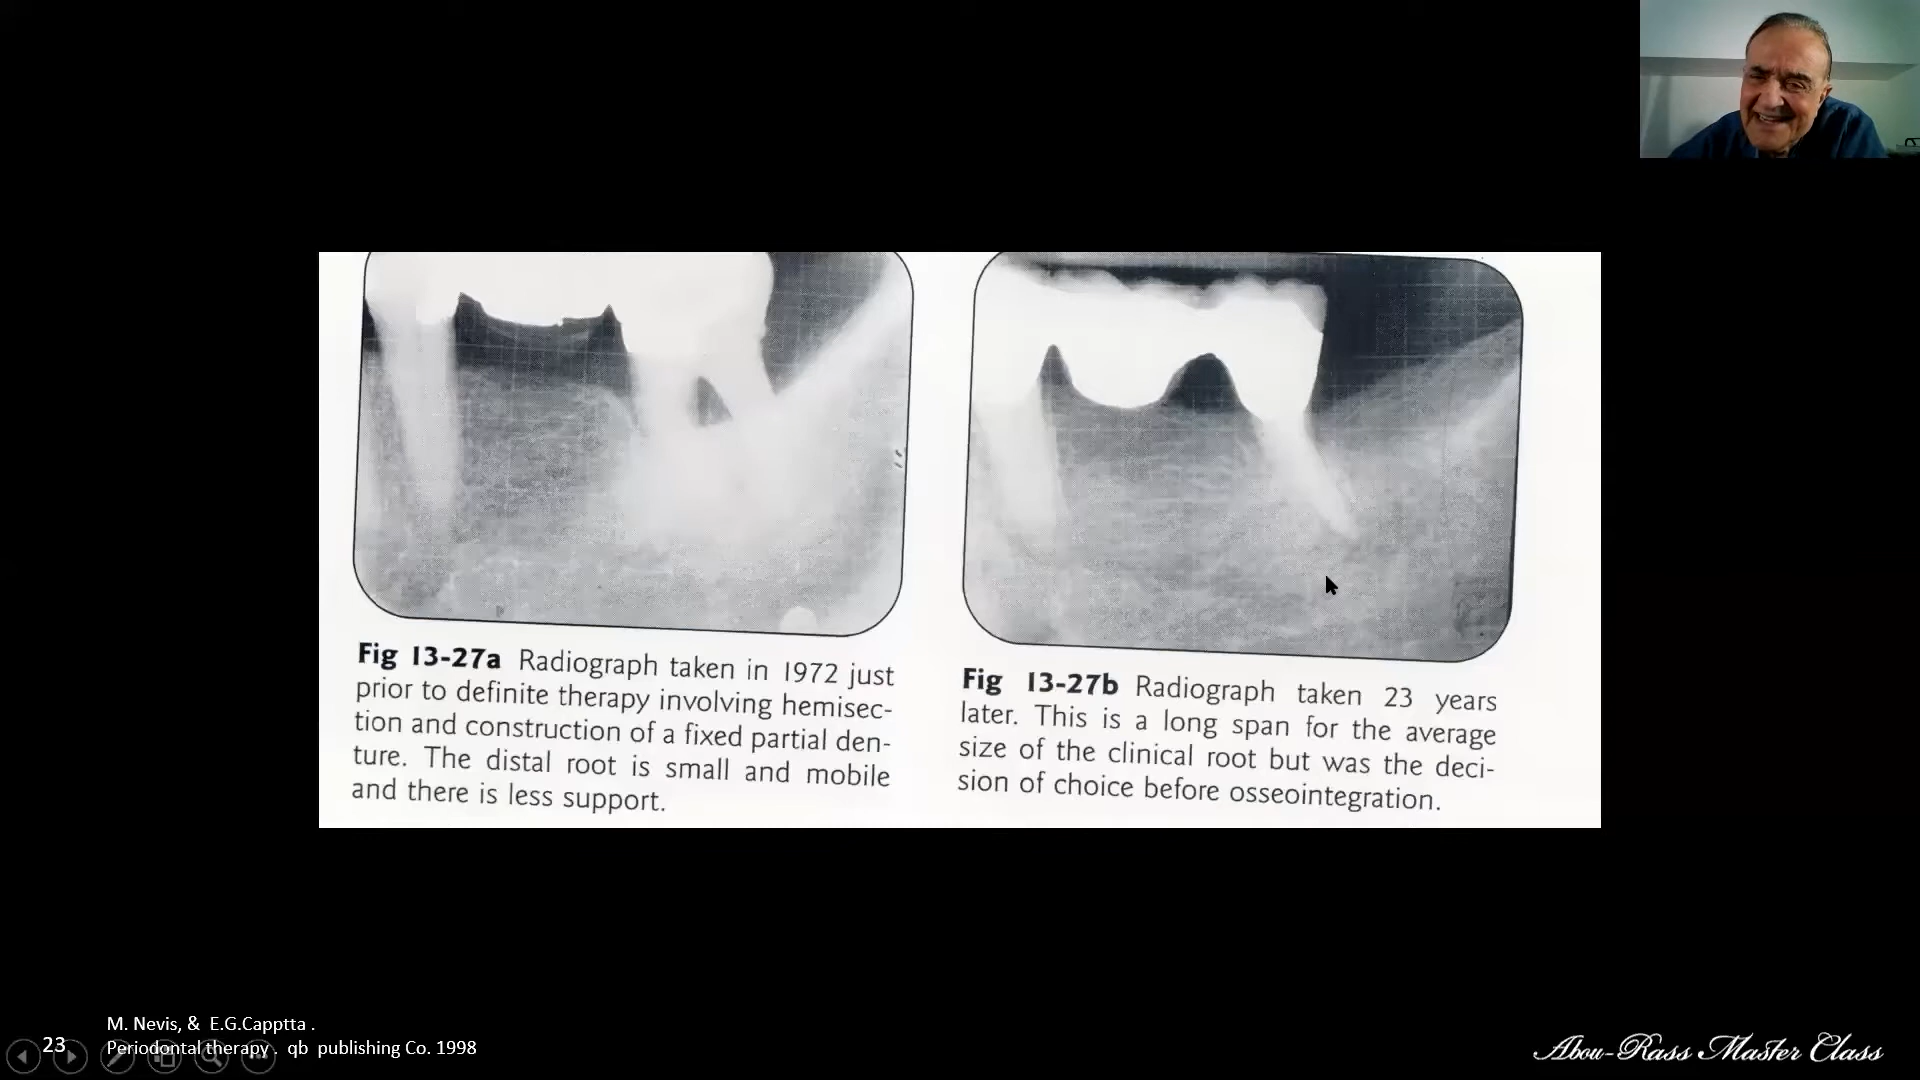 Fig 13-27a Radiograph taken in 1972 just
prior to definite therapy involving hemisec-
tion and construction of a fixed partial den-
ture. The distal root is small and mobile
and there is less support.
Fig 13-27b Radiograph taken 23 years
later. This is a long span for the average
size of the clinical root but was the deci-
sion of choice before osseointegration.
M. Nevis, & E.G.Capptta .
Periodontal therapy . qb publishing Co. 1998
23
Abou-Rass Master Class